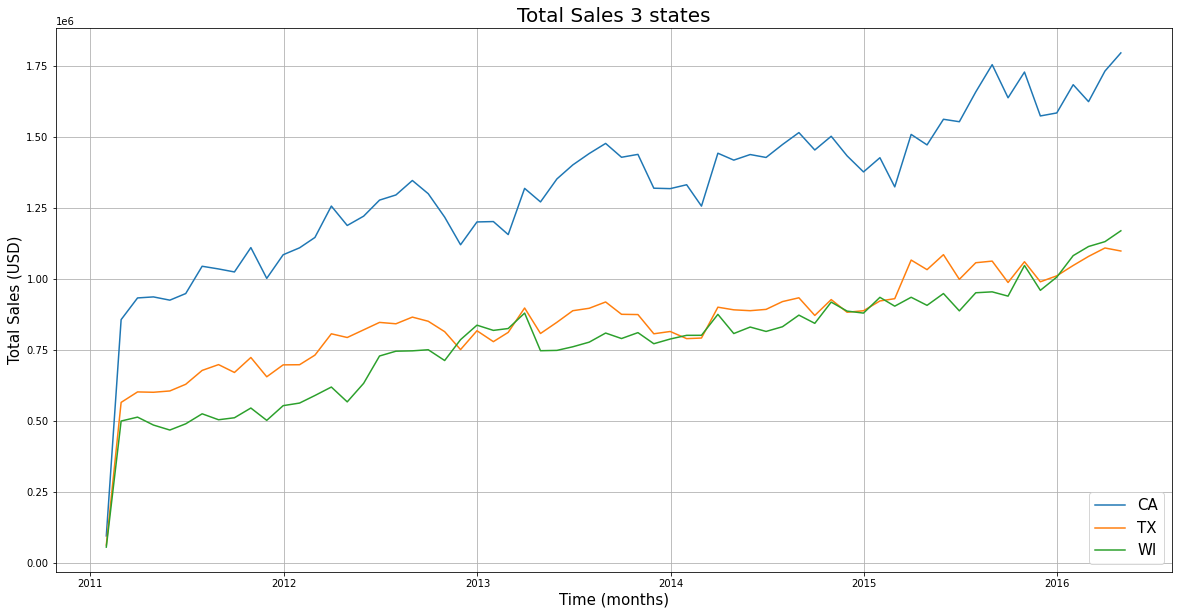 Total Sales 3 states
1e6
1.75
1.50
1.25
1.00
0.75
0.50
0.25
0.00
Total Sales (USD)
2011 2012 2013 2014 2015 2016
Time (months)
CA
TX
WI